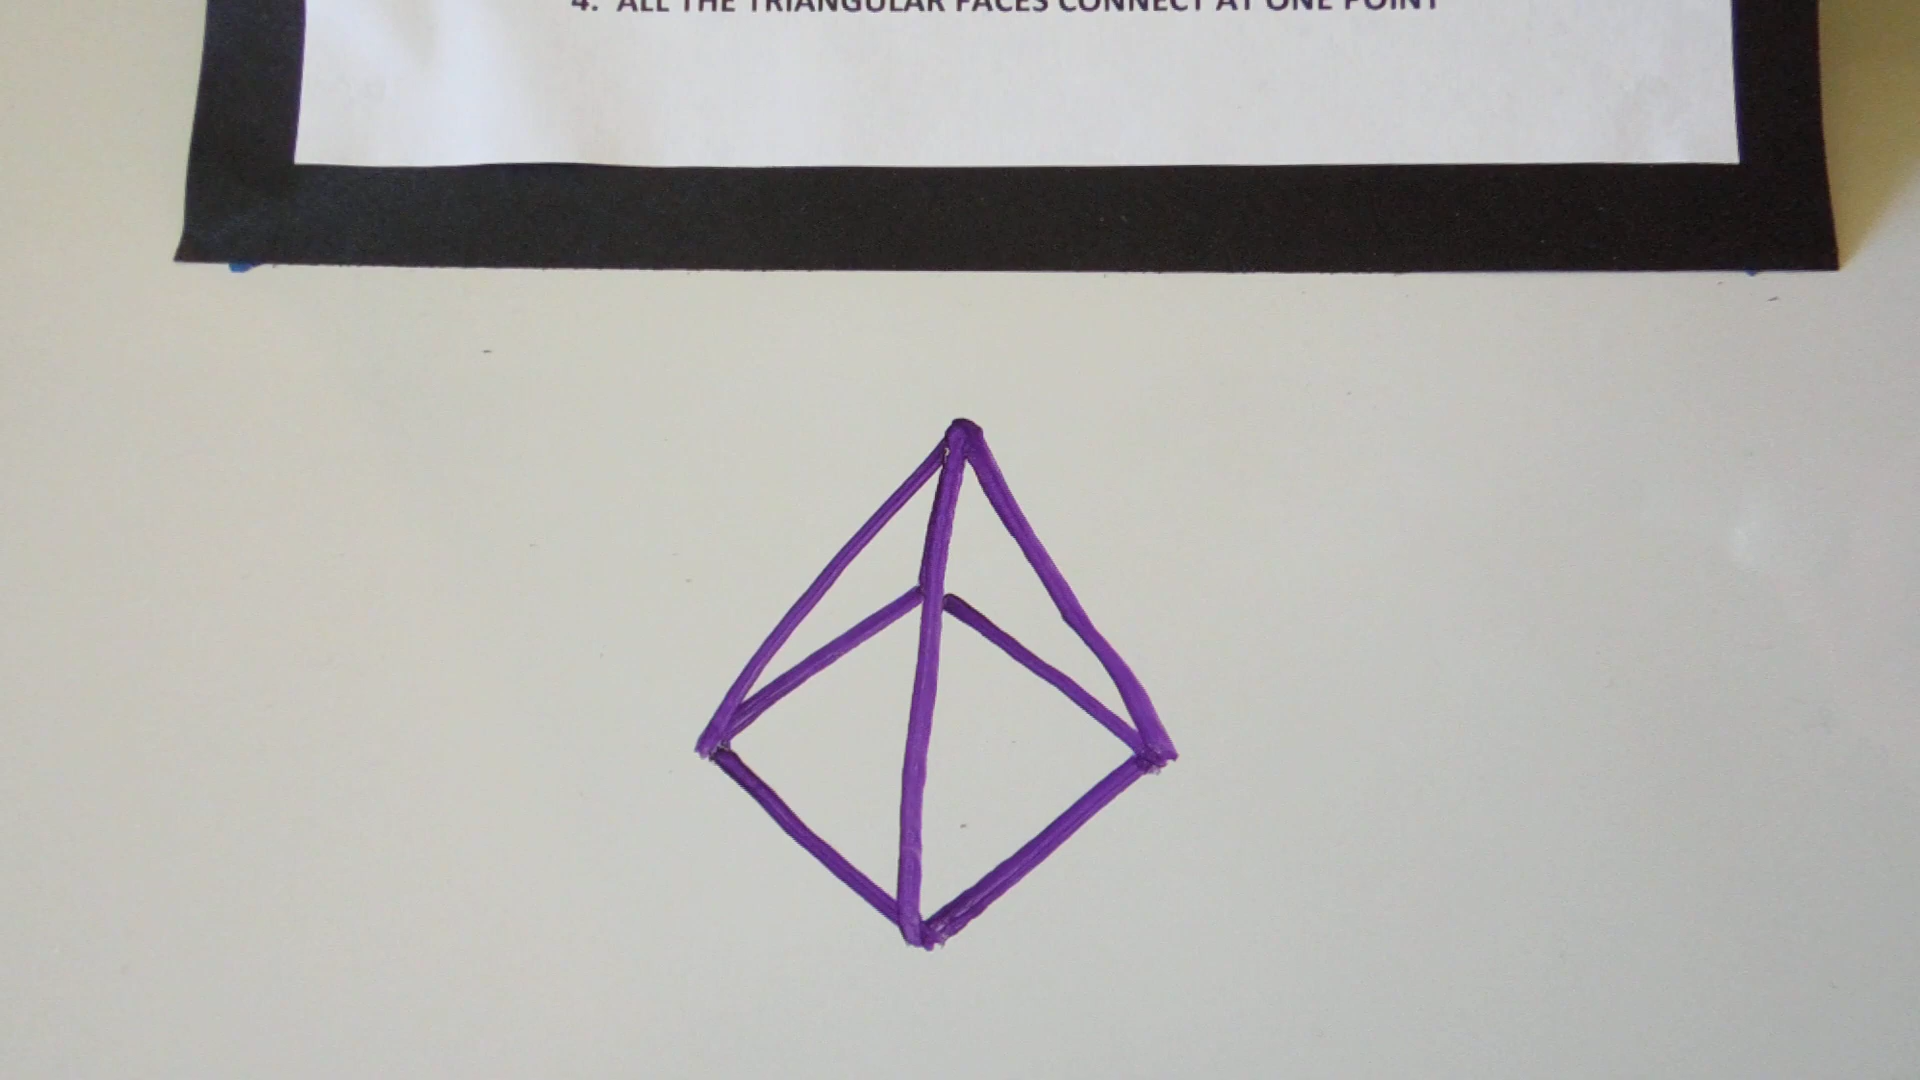 4. ALL THE TRIANGULAR FACES CONNECT AT ONE POINT